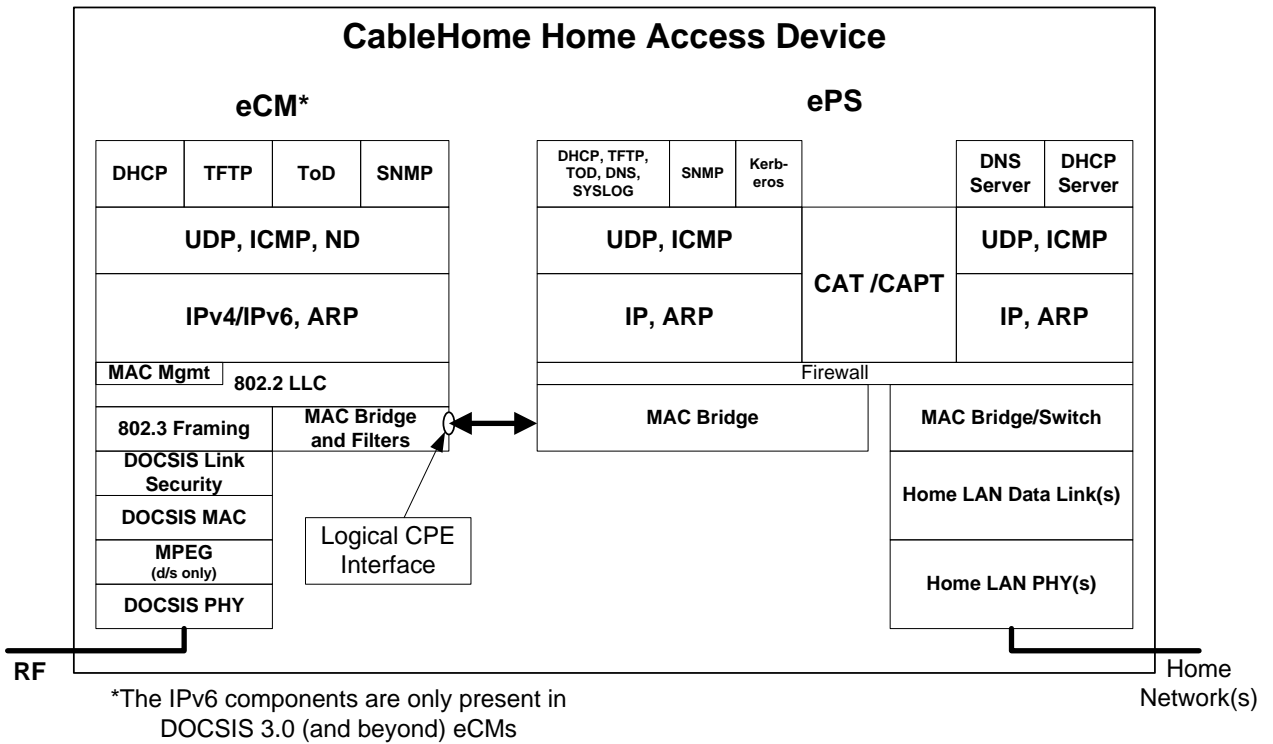 CableHome Home Access Device
eCM*
ePS
DHCP
TFTP
ToD
SNMP
DHCP, TFTP,
TOD, DNS,
SYSLOG
SNMP
Kerb-
eros
DNS
Server
DHCP
Server
UDP, ICMP, ND
UDP, ICMP
CAT /CAPT
UDP, ICMP
IPv4/IPv6, ARP
IP, ARP
IP, ARP
MAC Mgmt
802.2 LLC
Firewall
802.3 Framing
MAC Bridge
and Filters
MAC Bridge
MAC Bridge/Switch
DOCSIS Link
Security
Home LAN Data Link(s)
DOCSIS MAC
Logical CPE
Interface
MPEG
(d/s only)
Home LAN PHY(s)
DOCSIS PHY
RF
Home
Network(s)
*The IPv6 components are only present in
DOCSIS 3.0 (and beyond) eCMs